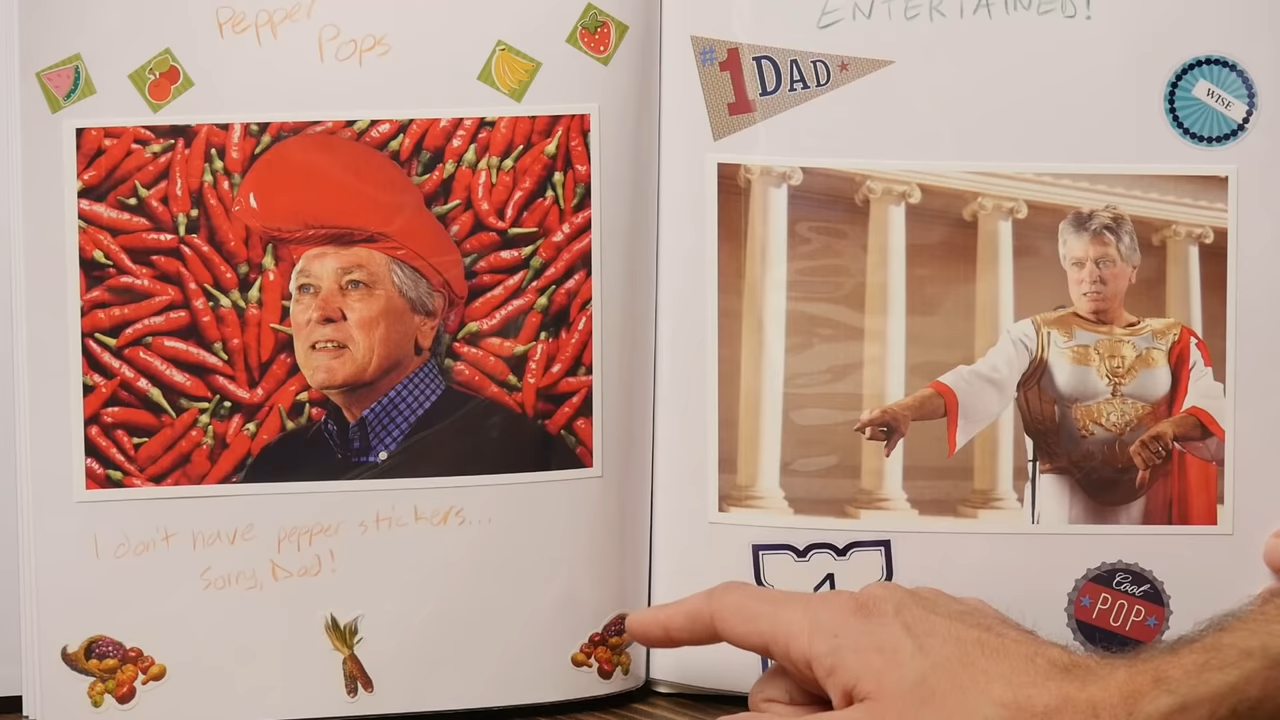 Pepper
Pops
I don't have pepper stickers...
Sorry, Dad!
ENTERTAINED!
#1 DAD
WISE
Cool
POP